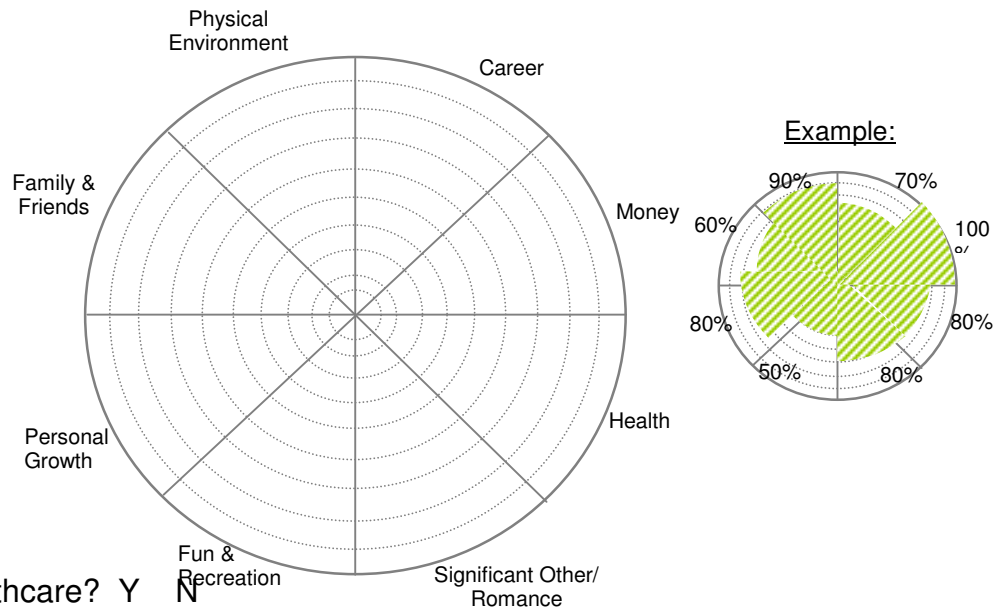 Physical
Environment
Career
Family &
Friends
Money
Personal
Growth
Health
Fun &
Recreation
Significant Other/
Romance
Example:
90%
70%
60%
100
%
80%
80%
50%
80%
thcare? Y N